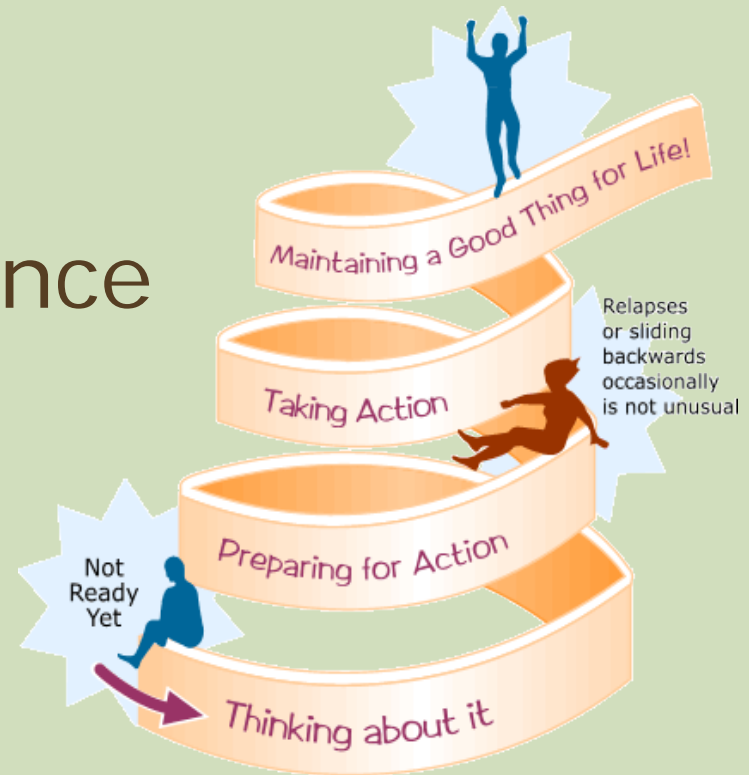 Maintaining a Good Thing for Life!
nce
Relapses
or sliding
backwards
occasionally
is not unusual
Taking Action
Preparing for Action
Not
Ready
Yet
Thinking about it